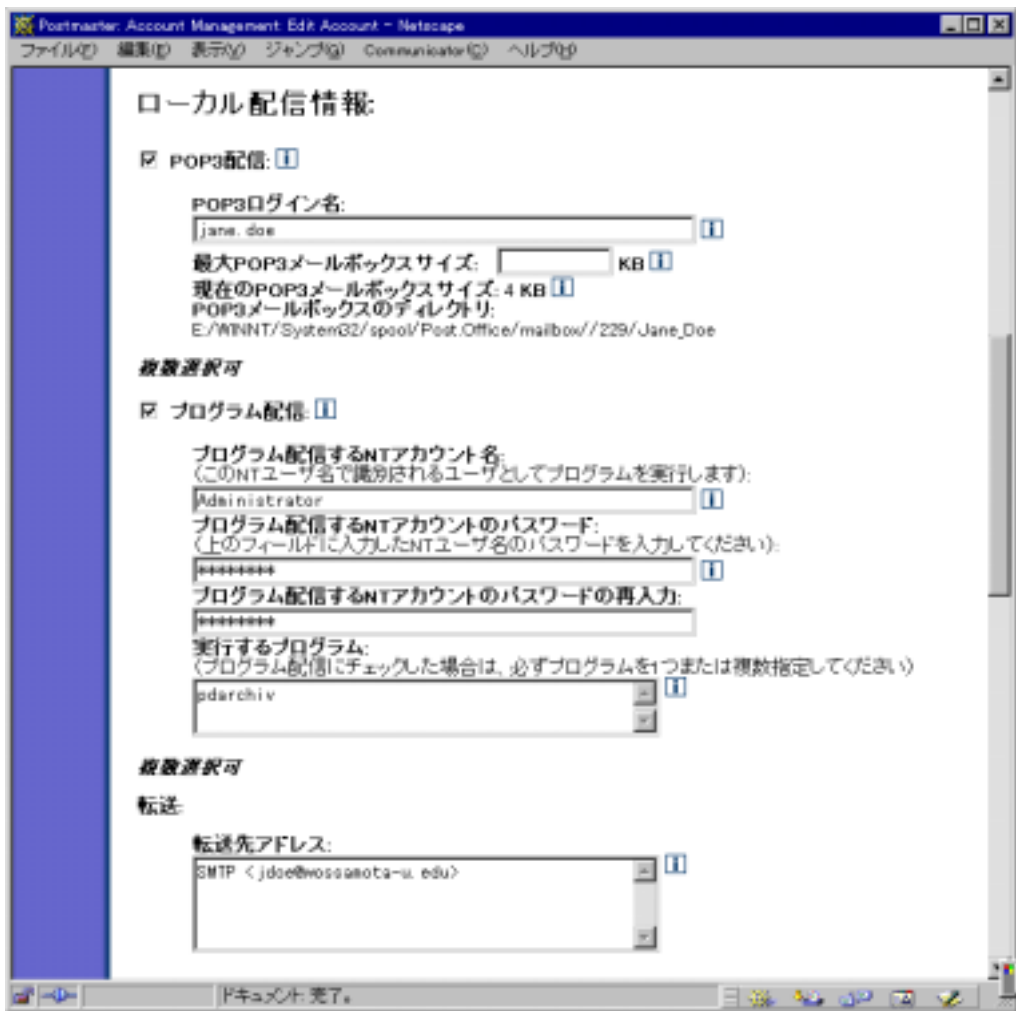 Postmaster: Account Management: Edit Account - Netscape
ファイル(F) 編集(E) 表示(V) ジャンプ(G) Communicator(C) ヘルプ(H)
ローカル配信情報:
POP3配信:
POP3ログイン名:
jane.doe
最大POP3メールボックスサイズ: KB
現在のPOP3メールボックスサイズ: 4 KB
POP3メールボックスのディレクトリ:
E:/WINNT/System32/spool/Post.Office/mailbox//229/Jane_Doe
複数選択可
プログラム配信:
プログラム配信するNTアカウント名:
(このNTユーザ名で識別されるユーザとしてプログラムを実行します):
Administrator
プログラム配信するNTアカウントのパスワード:
(上のフィールドに入力したNTユーザ名のパスワードを入力してください):
********
プログラム配信するNTアカウントのパスワードの再入力:
********
実行するプログラム:
(プログラム配信にチェックした場合は、必ずプログラムを1つまたは複数指定してください)
pdarchiv
複数選択可
転送:
転送先アドレス:
SMTP <jdoe@wossamota-u.edu>
ドキュメント: 完了。